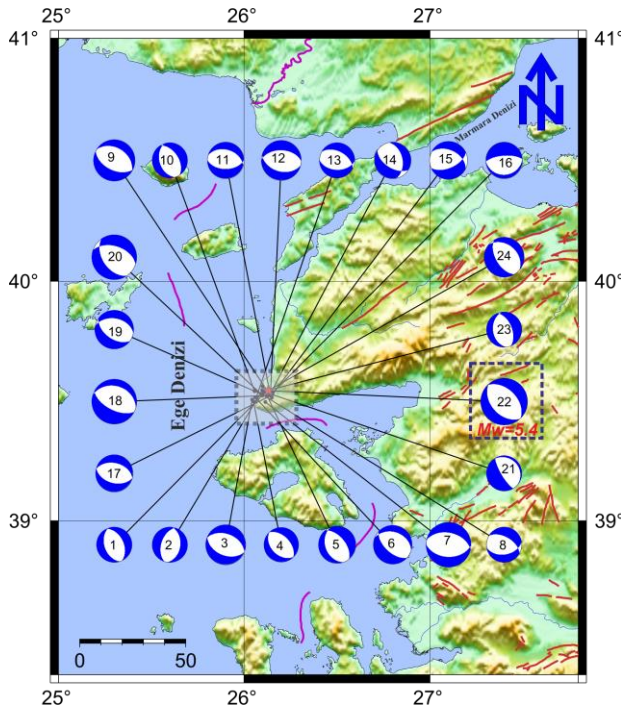 25° 26° 27°
41° 41°
N
Marmara Denizi
9 10 11 12 13 14 15 16
20 24
40° 40°
19 23
Ege Denizi
18 22
Mw=5.4
17 21
39° 39°
1 2 3 4 5 6 7 8
0 50
25° 26° 27°